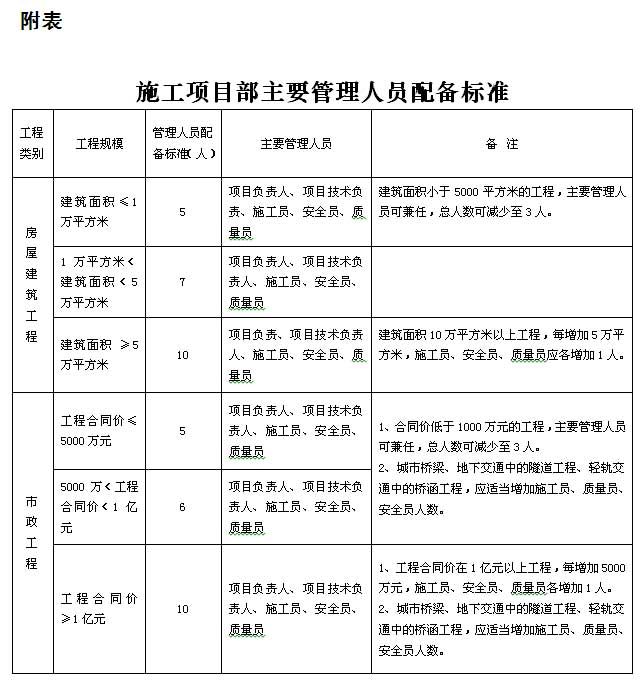 附表
施工项目部主要管理人员配备标准
工程
类别
工程规模
管理人员配
备标准（人）
主要管理人员
备 注
房
屋
建
筑
工
程
建筑面积≤1
万平方米
5
项目负责人、项目技术负
责、施工员、安全员、质
量员
建筑面积小于5000平方米的工程，主要管理人
员可兼任，总人数可减少至3人。
1万平方米<
建筑面积<5
万平方米
7
项目负责人、项目技术负
责人、施工员、安全员、
质量员
建筑面积 ≥5
万平方米
10
项目负责、项目技术负责
人、施工员、安全员、质
量员
建筑面积10万平方米以上工程，每增加5万平
方米，施工员、安全员、质量员应各增加1人。
市
政
工
程
工程合同价≤
5000万元
5
项目负责人、项目技术负
责人、施工员、安全员、
质量员
1、合同价低于1000万元的工程，主要管理人员
可兼任，总人数可减少至3人。
2、城市桥梁、地下交通中的隧道工程、轻轨交
通中的桥涵工程，应适当增加施工员、质量员、
安全员人数。
5000万<工程
合同价<1亿
元
6
项目负责人、项目技术负
责人、施工员、安全员、
质量员
工程合同价
≥1亿元
10
项目负责人、项目技术负
责人、施工员、安全员、
质量员
1、工程合同价在1亿元以上工程，每增加5000
万元，施工员、安全员、质量员各增加1人。
2、城市桥梁、地下交通中的隧道工程、轻轨交
通中的桥涵工程，应适当增加施工员、质量员、
安全员人数。